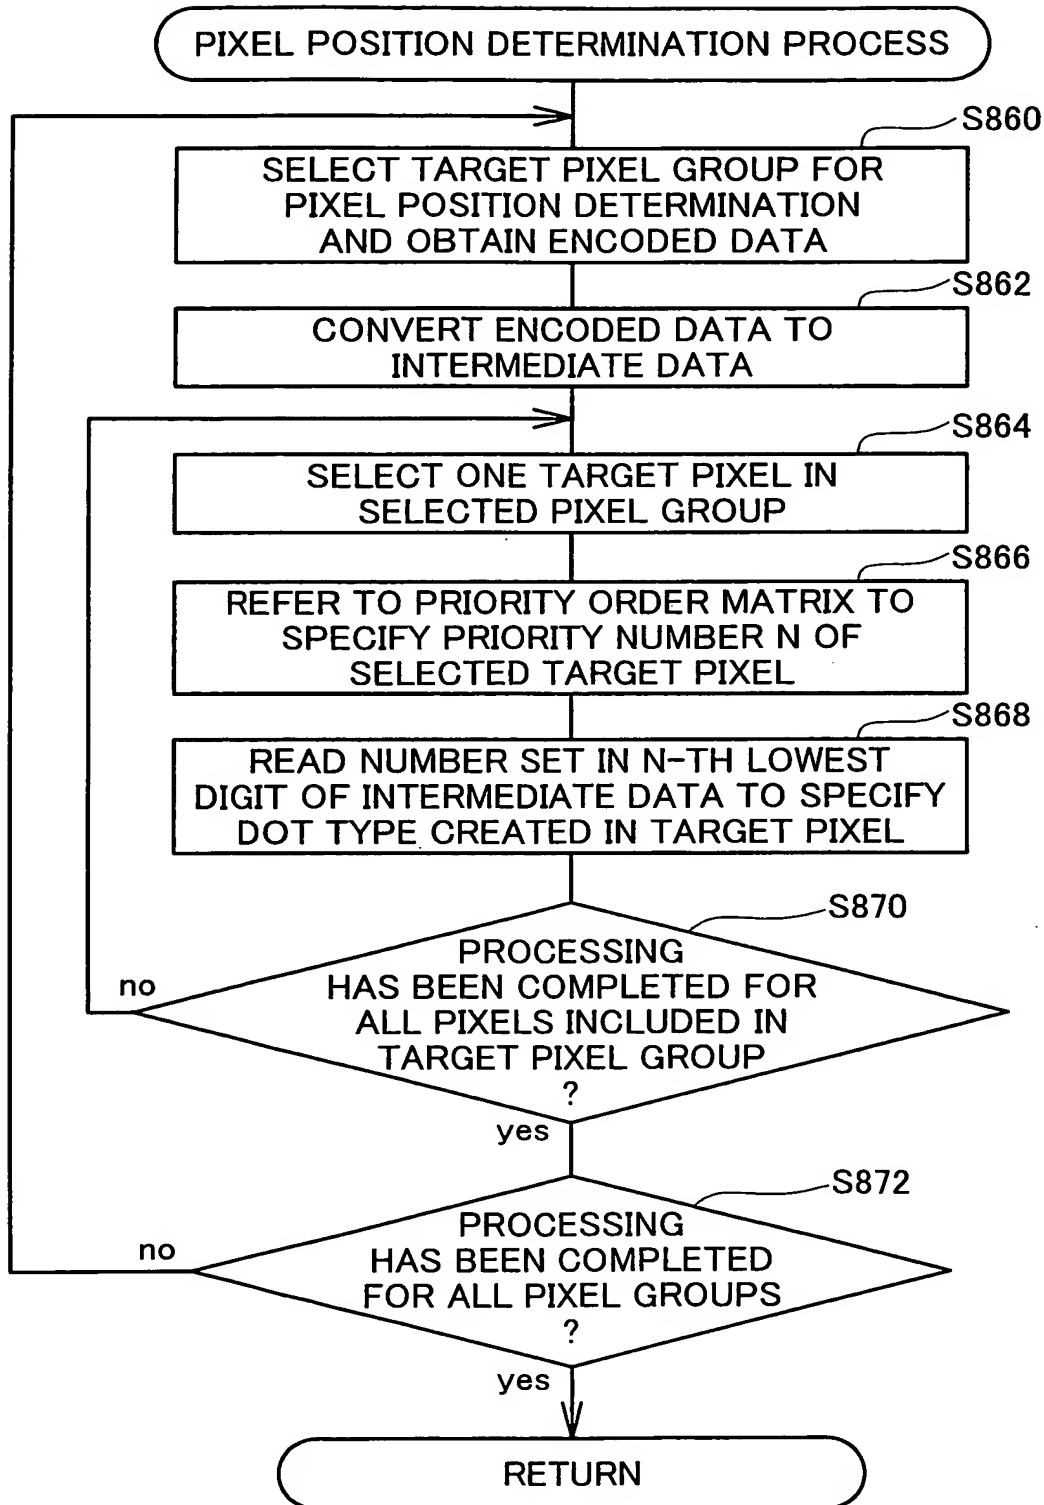 PIXEL POSITION DETERMINATION PROCESS
S860
SELECT TARGET PIXEL GROUP FOR
PIXEL POSITION DETERMINATION
AND OBTAIN ENCODED DATA
S862
CONVERT ENCODED DATA TO
INTERMEDIATE DATA
S864
SELECT ONE TARGET PIXEL IN
SELECTED PIXEL GROUP
S866
REFER TO PRIORITY ORDER MATRIX TO
SPECIFY PRIORITY NUMBER N OF
SELECTED TARGET PIXEL
S868
READ NUMBER SET IN N-TH LOWEST
DIGIT OF INTERMEDIATE DATA TO SPECIFY
DOT TYPE CREATED IN TARGET PIXEL
S870
PROCESSING
HAS BEEN COMPLETED FOR
ALL PIXELS INCLUDED IN
TARGET PIXEL GROUP
?
no
yes
S872
PROCESSING
HAS BEEN COMPLETED
FOR ALL PIXEL GROUPS
?
no
yes
RETURN